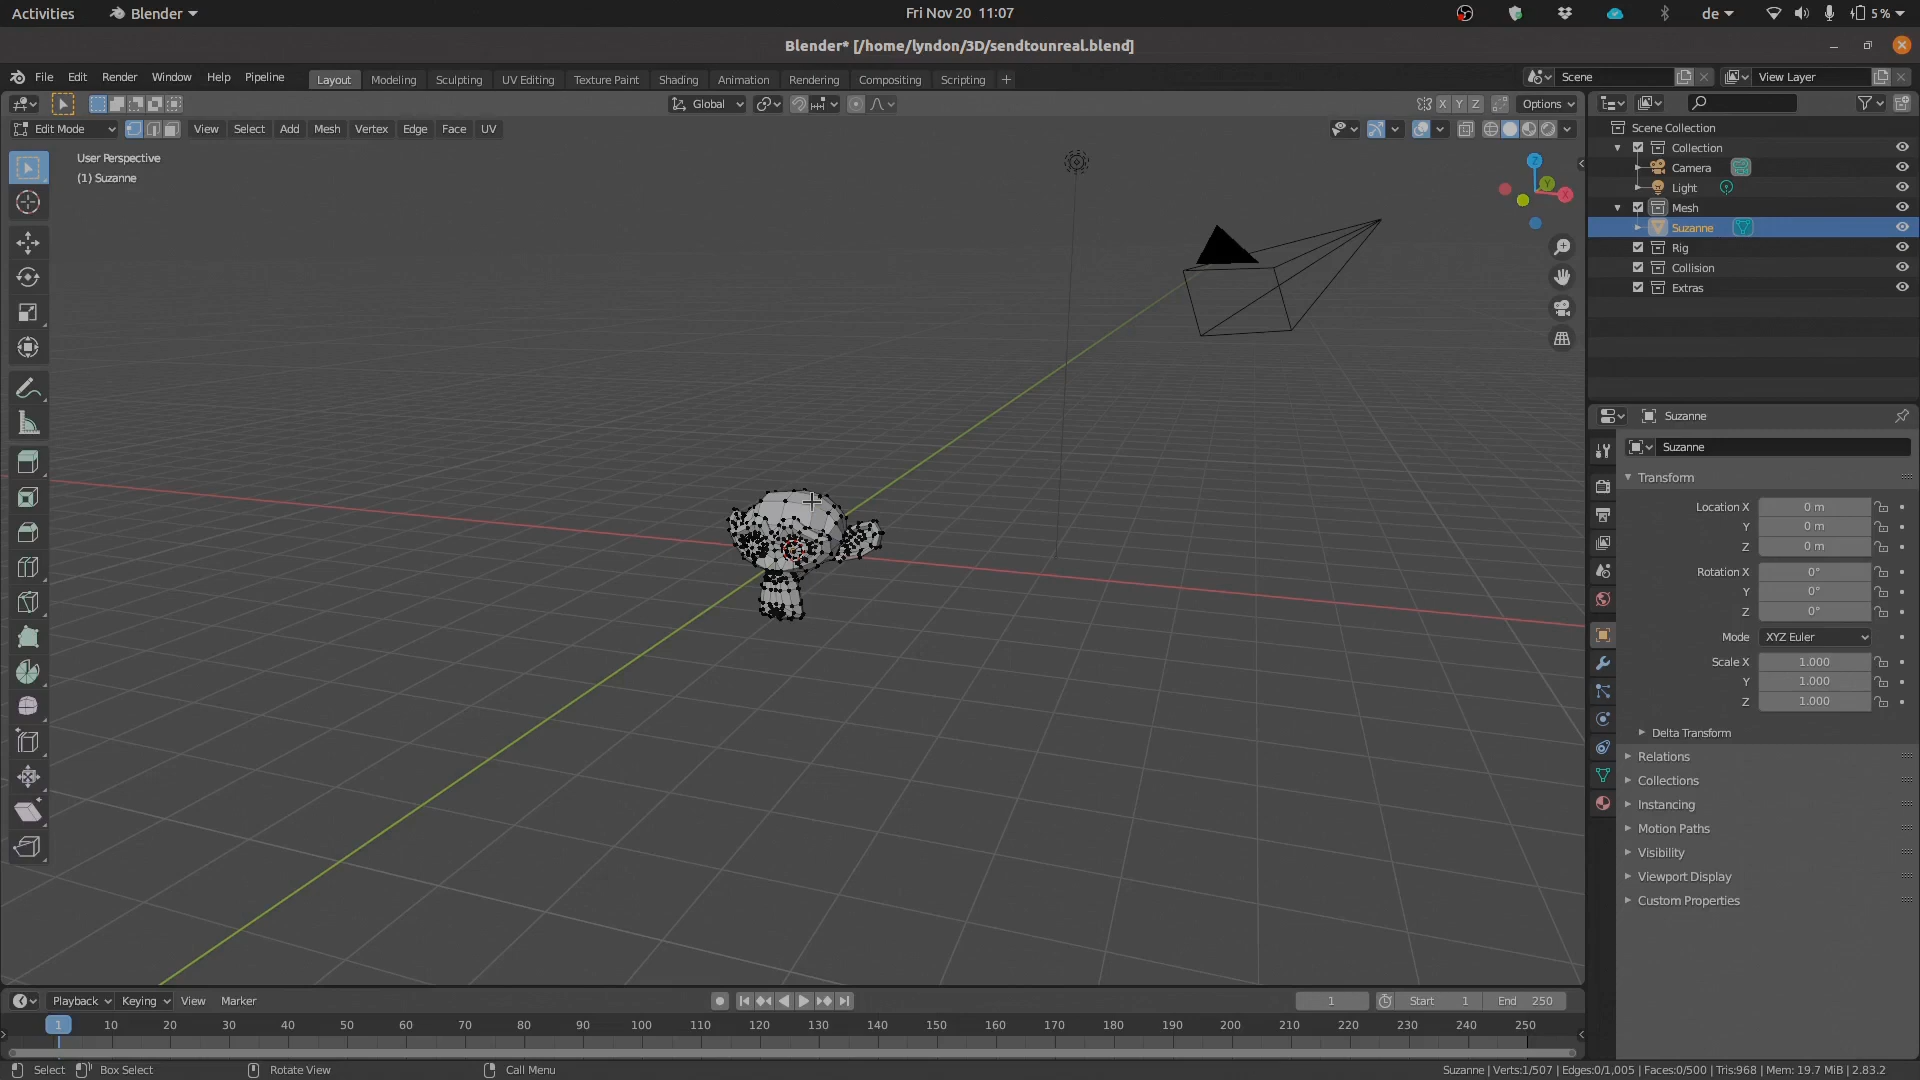 Activities Blender Fri Nov 20 11:07 de 5 %
Blender* [/home/lyndon/3D/sendtounreal.blend]
File Edit Render Window Help Pipeline Layout Modeling Sculpting UV Editing Texture Paint Shading Animation Rendering Compositing Scripting + Scene View Layer
Global X Y Z Options
Edit Mode View Select Add Mesh Vertex Edge Face UV
User Perspective
(1) Suzanne
Z
Y
X
Scene Collection
Collection
Camera
Light
Mesh
Suzanne
Rig
Collision
Extras
Suzanne
Suzanne
Transform
Location X 0 m
Y 0 m
Z 0 m
Rotation X 0°
Y 0°
Z 0°
Mode XYZ Euler
Scale X 1.000
Y 1.000
Z 1.000
Delta Transform
Relations
Collections
Instancing
Motion Paths
Visibility
Viewport Display
Custom Properties
Playback Keying View Marker 1 Start 1 End 250
1 10 20 30 40 50 60 70 80 90 100 110 120 130 140 150 160 170 180 190 200 210 220 230 240 250
Select Box Select Rotate View Call Menu Suzanne | Verts:1/507 | Edges:0/1,005 | Faces:0/500 | Tris:968 | Mem: 19.7 MiB | 2.83.2